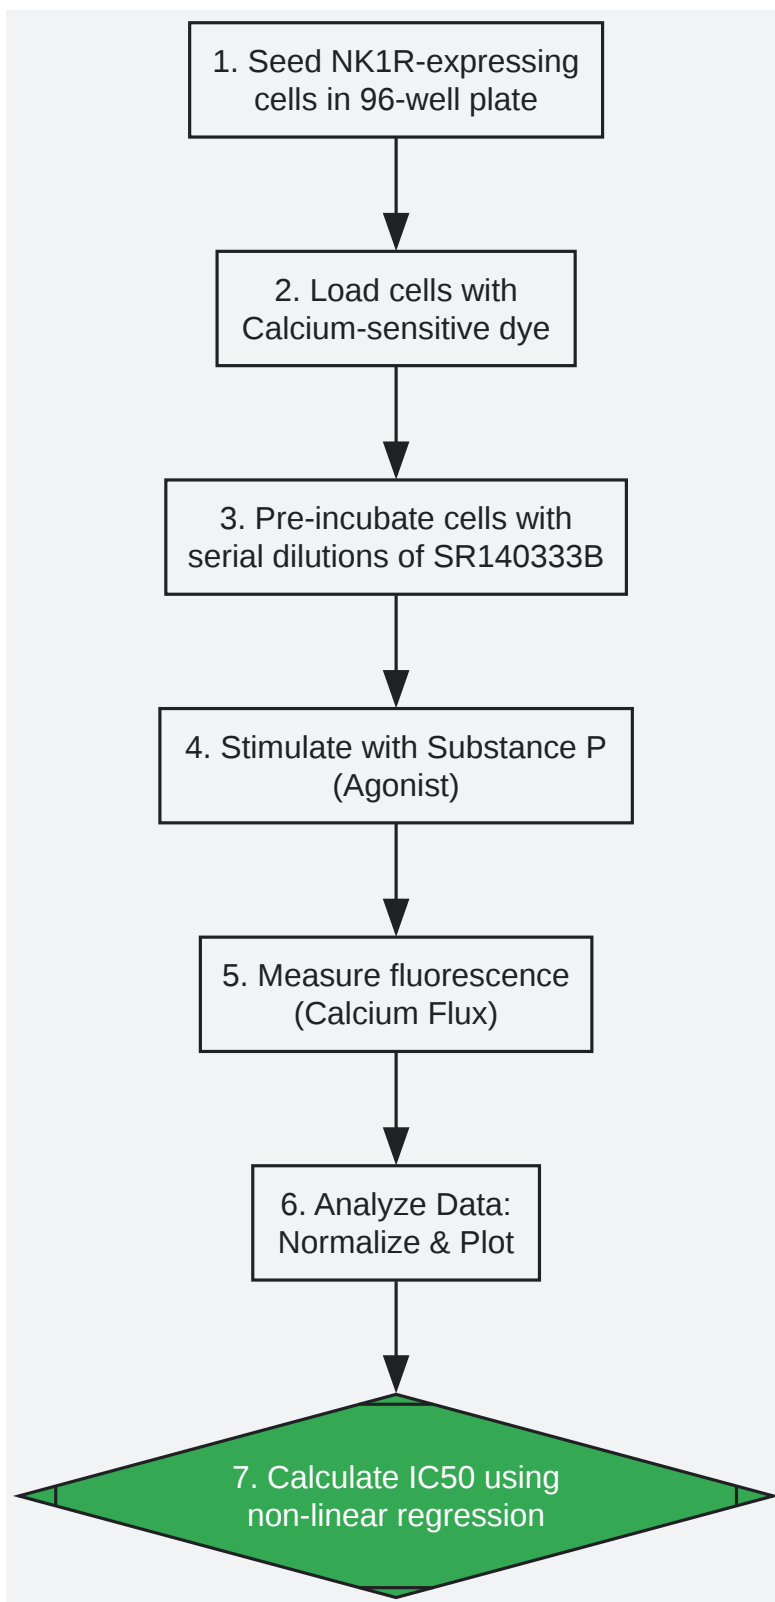 1. Seed NK1R-expressing
cells in 96-well plate
2. Load cells with
Calcium-sensitive dye
3. Pre-incubate cells with
serial dilutions of SR140333B
4. Stimulate with Substance P
(Agonist)
5. Measure fluorescence
(Calcium Flux)
6. Analyze Data:
Normalize & Plot
7. Calculate IC50 using
non-linear regression